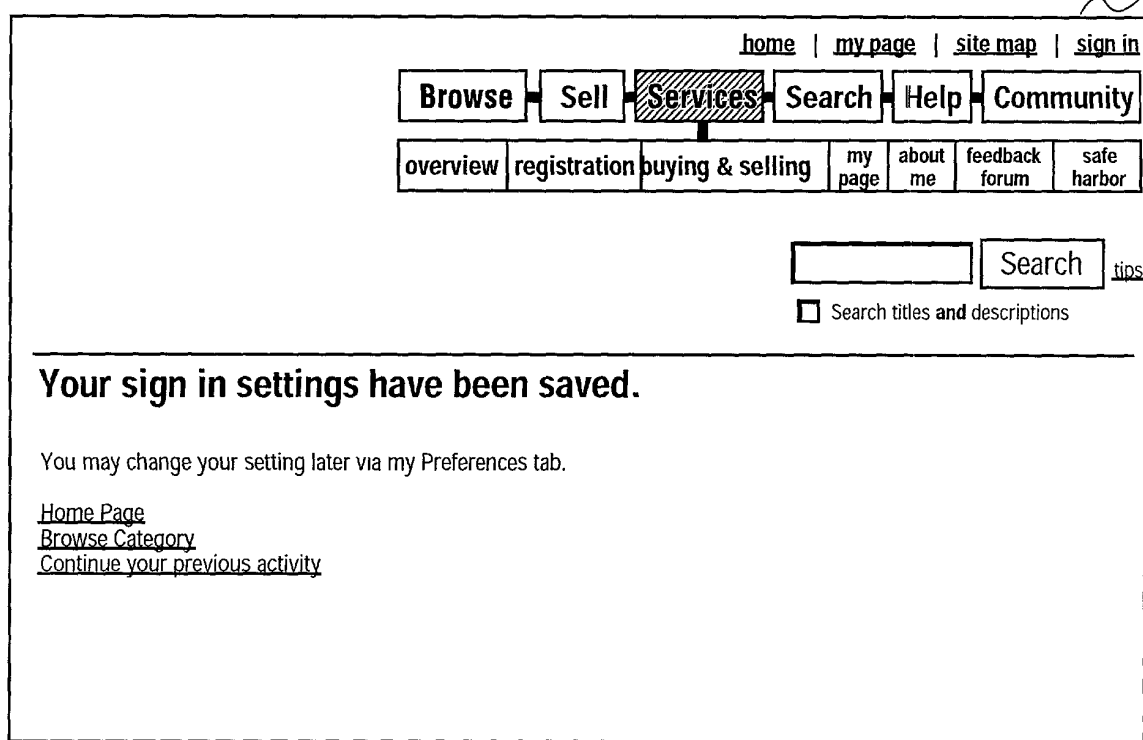 home | my page | site map | sign in
Browse Sell Services Search Help Community
overview registration buying & selling my page about me feedback forum safe harbor
Search tips
Search titles and descriptions
Your sign in settings have been saved.
You may change your setting later via my Preferences tab.
Home Page
Browse Category
Continue your previous activity